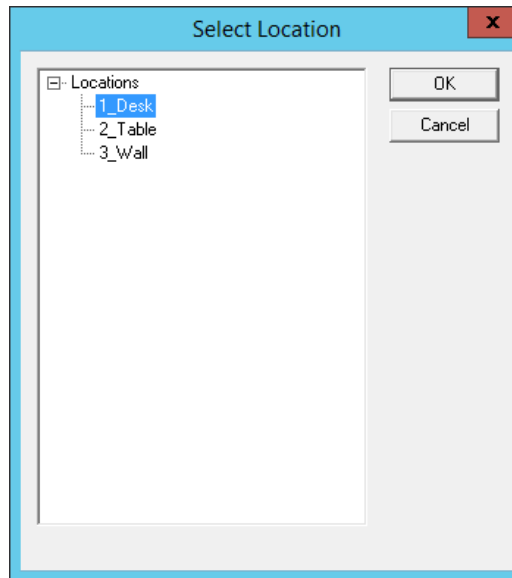 Select Location
x
Locations
1_Desk
2_Table
3_Wall
OK
Cancel